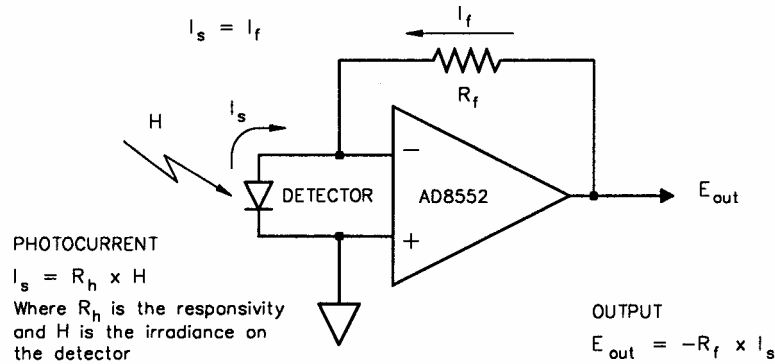 I_s = I_f
I_f
R_f
H
I_s
−
DETECTOR
AD8552
E_out
+
PHOTOCURRENT
I_s = R_h x H
Where R_h is the responsivity
and H is the irradiance on
the detector
OUTPUT
E_out = −R_f x I_s